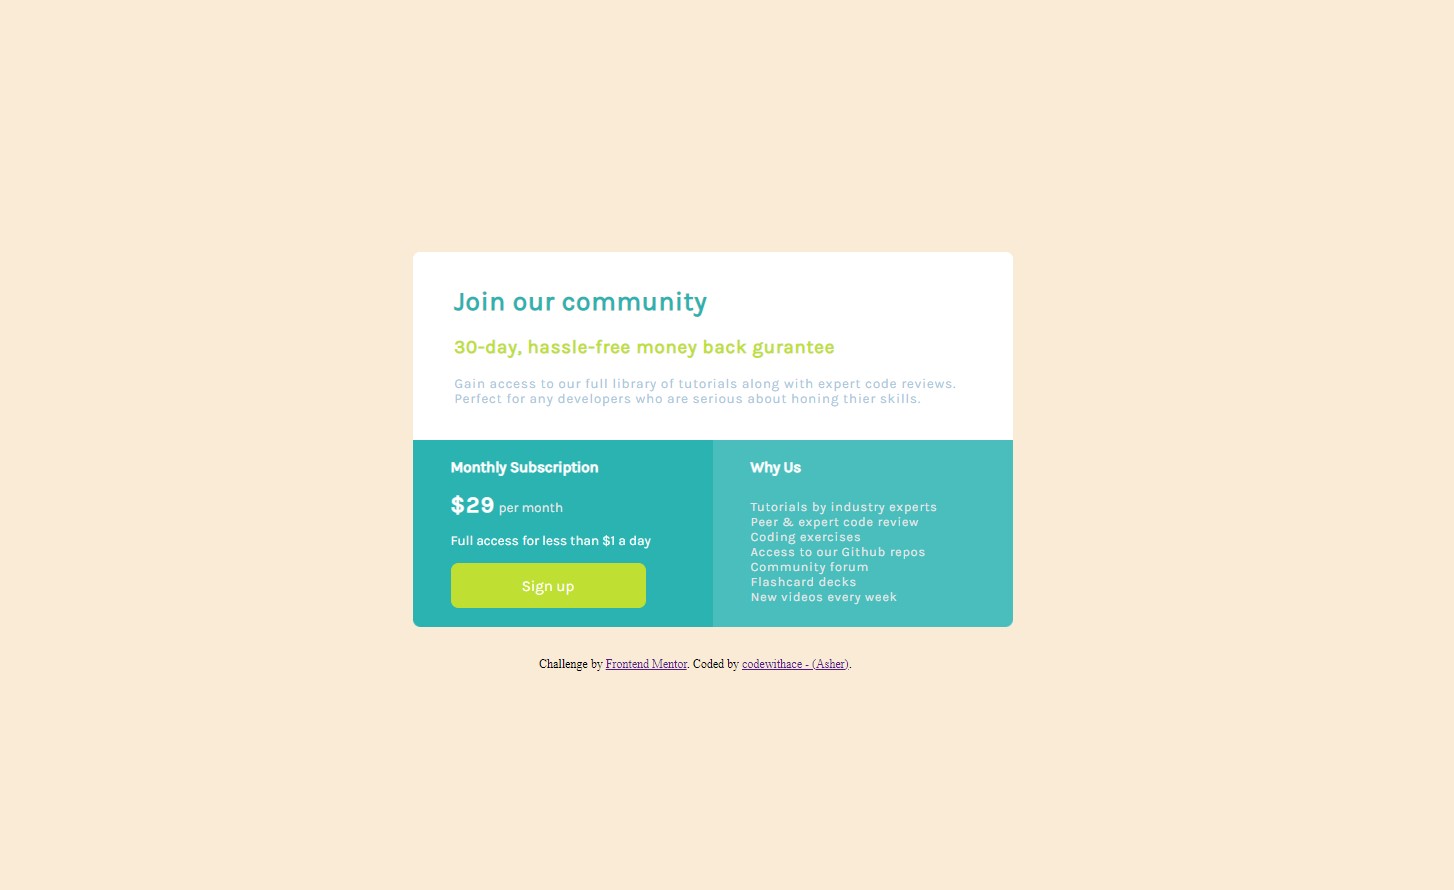 Join our community
30-day, hassle-free money back gurantee
Gain access to our full library of tutorials along with expert code reviews.
Perfect for any developers who are serious about honing thier skills.
Monthly Subscription
$29 per month
Full access for less than $1 a day
Sign up
Why Us
Tutorials by industry experts
Peer & expert code review
Coding exercises
Access to our Github repos
Community forum
Flashcard decks
New videos every week
Challenge by Frontend Mentor. Coded by codewithace - (Asher).